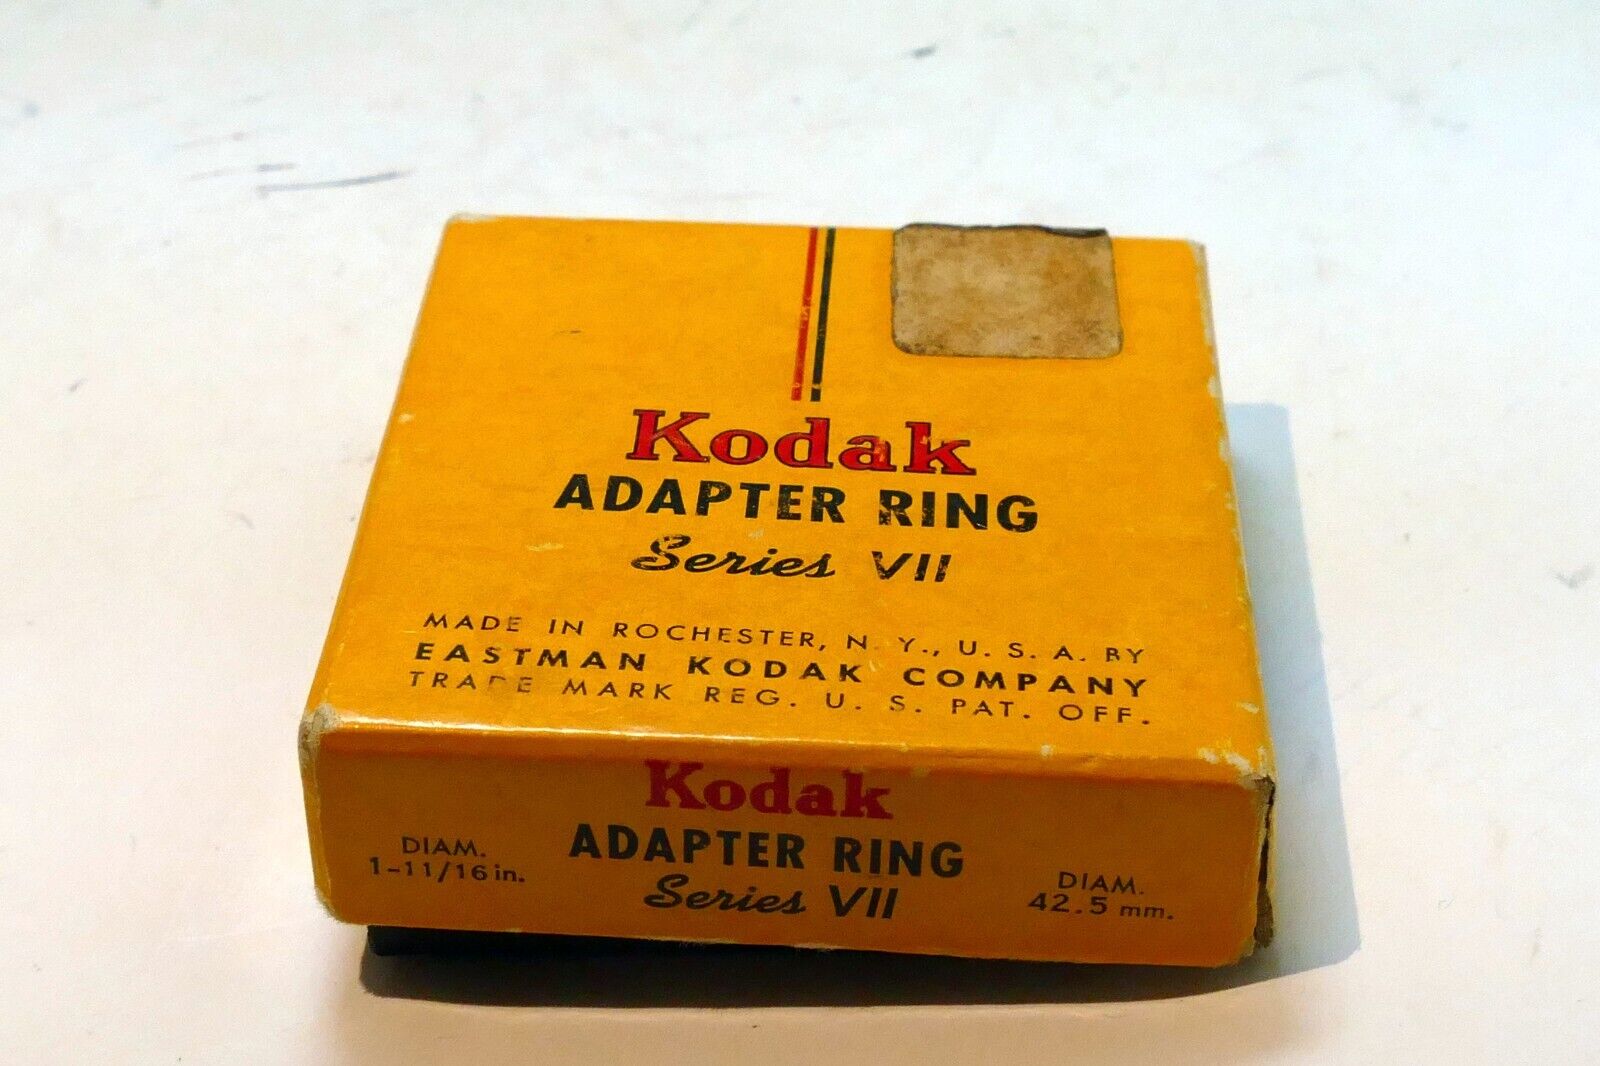 Kodak
ADAPTER RING
Series VII
MADE IN ROCHESTER, N. Y., U. S. A. BY
EASTMAN KODAK COMPANY
TRADE MARK REG. U. S. PAT. OFF.
Kodak
ADAPTER RING
Series VII
DIAM.
1-11/16 in.
DIAM.
42.5 mm.